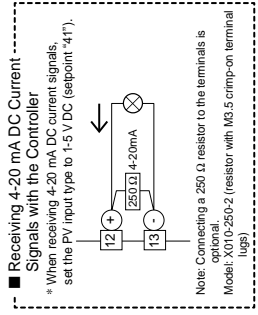 ■ Receiving 4-20 mA DC Current
Signals with the Controller
* When receiving 4-20 mA DC current signals,
set the PV input type to 1-5 V DC (setpoint "41").
12
+
250 Ω
4-20mA
13
-
Note: Connecting a 250 Ω resistor to the terminals is
optional.
Model: X010-250-2 (resistor with M3.5 crimp-on terminal
lugs)